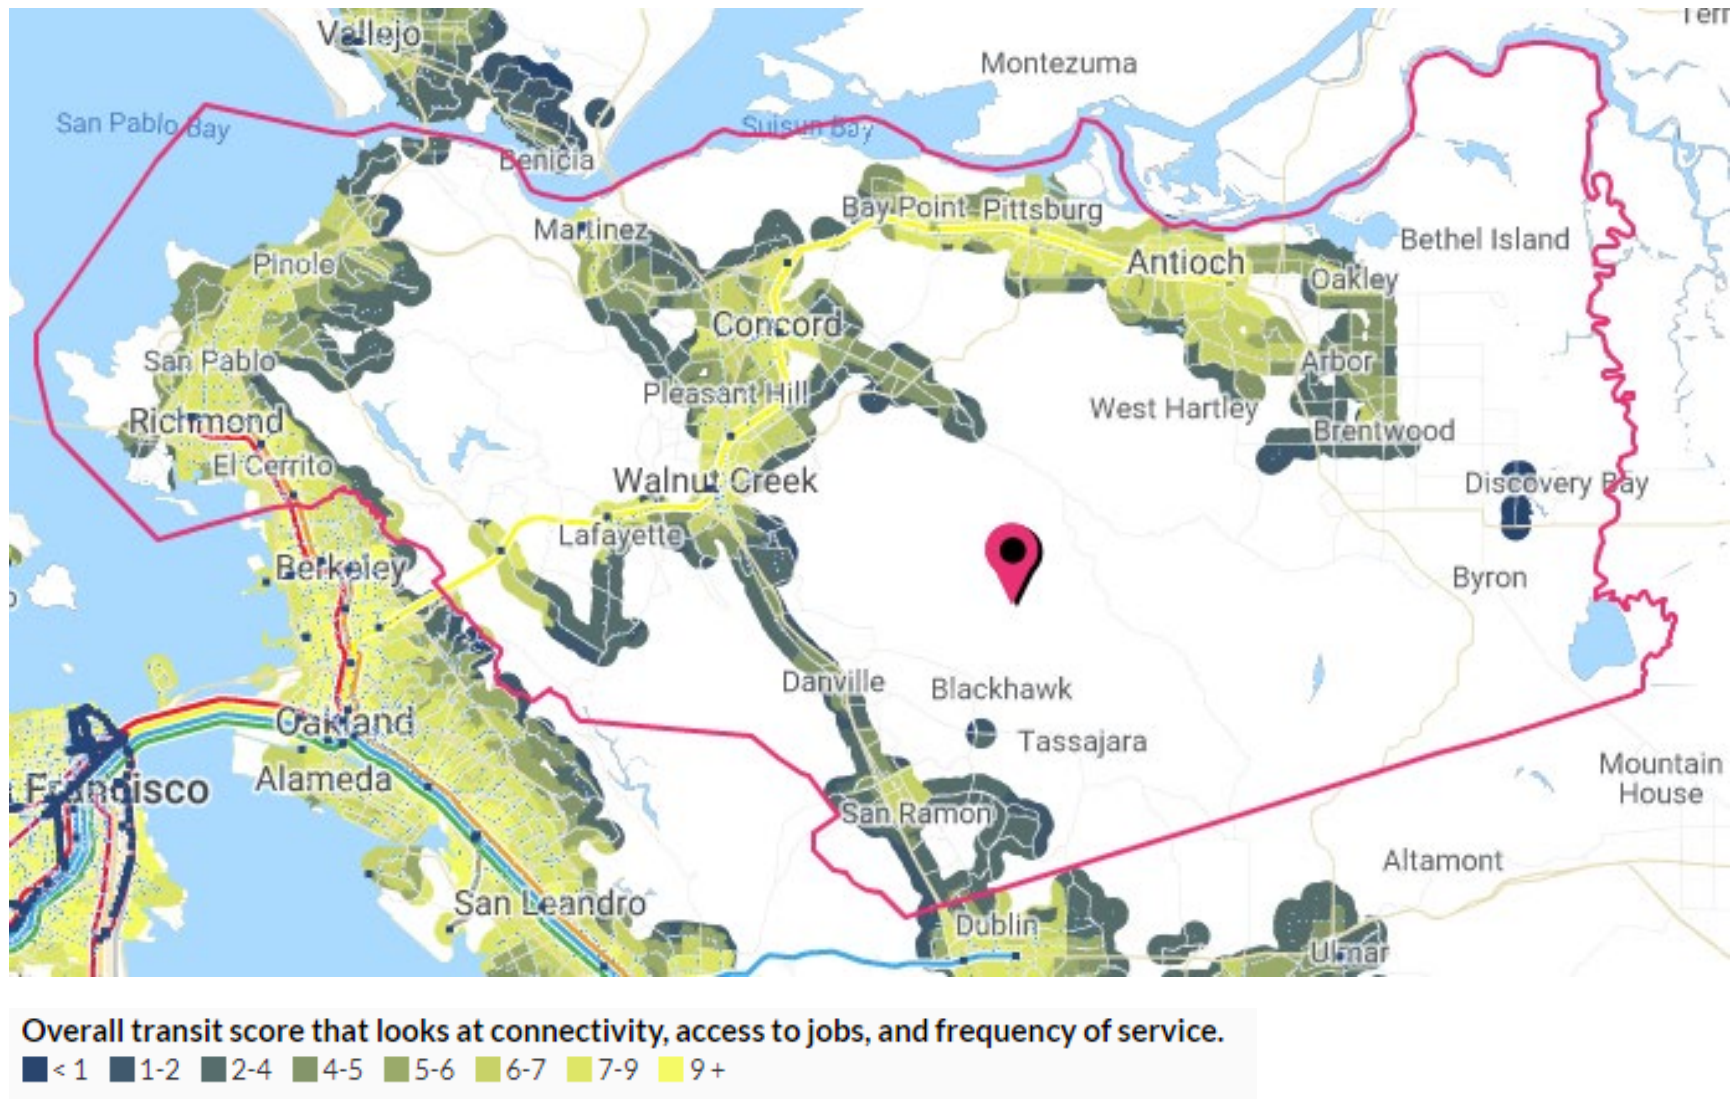 Vallejo
Terr
Montezuma
San Pablo Bay
Suisun Bay
Benicia
Martinez
Bay Point
Pittsburg
Bethel Island
Pinole
Antioch
Oakley
Concord
San Pablo
Arbor
Pleasant Hill
West Hartley
Richmond
Brentwood
El Cerrito
Walnut Creek
Discovery Bay
Lafayette
Berkeley
Byron
Danville
Blackhawk
Oakland
Tassajara
Alameda
Francisco
Mountain
House
San Ramon
Altamont
San Leandro
Dublin
Ulmar
Overall transit score that looks at connectivity, access to jobs, and frequency of service.
< 1 1-2 2-4 4-5 5-6 6-7 7-9 9 +